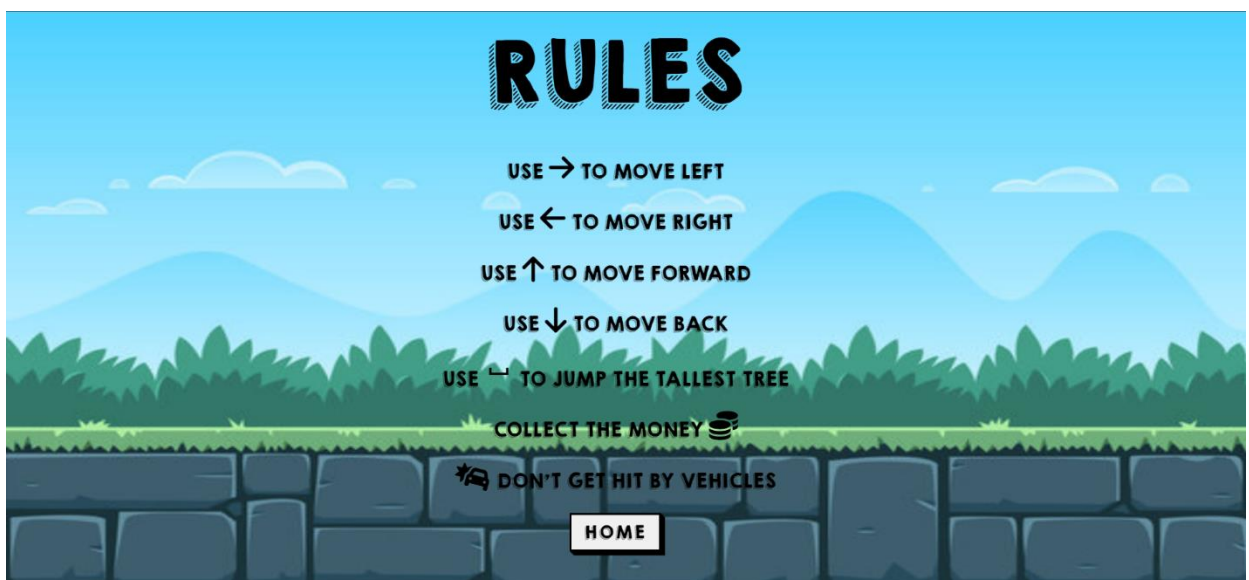 RULES
USE → TO MOVE LEFT
USE ← TO MOVE RIGHT
USE ↑ TO MOVE FORWARD
USE ↓ TO MOVE BACK
USE ⎵ TO JUMP THE TALLEST TREE
COLLECT THE MONEY
DON'T GET HIT BY VEHICLES
HOME